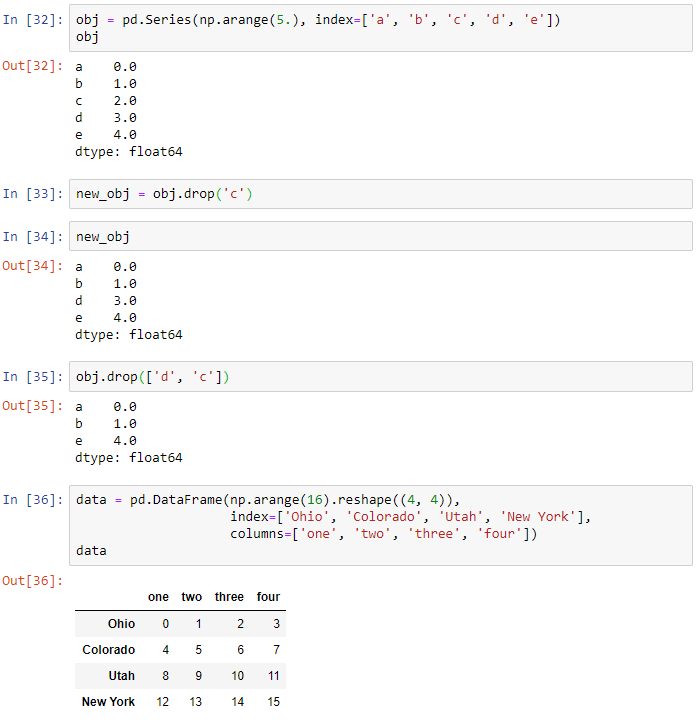 In [32]: obj = pd.Series(np.arange(5.), index=['a', 'b', 'c', 'd', 'e'])
obj
Out[32]: a    0.0
b    1.0
c    2.0
d    3.0
e    4.0
dtype: float64
In [33]: new_obj = obj.drop('c')
In [34]: new_obj
Out[34]: a    0.0
b    1.0
d    3.0
e    4.0
dtype: float64
In [35]: obj.drop(['d', 'c'])
Out[35]: a    0.0
b    1.0
e    4.0
dtype: float64
In [36]: data = pd.DataFrame(np.arange(16).reshape((4, 4)),
index=['Ohio', 'Colorado', 'Utah', 'New York'],
columns=['one', 'two', 'three', 'four'])
data
Out[36]:
one two three four
Ohio 0 1 2 3
Colorado 4 5 6 7
Utah 8 9 10 11
New York 12 13 14 15